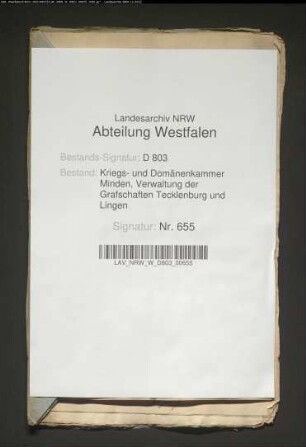 Landesarchiv NRW
Abteilung Westfalen
Bestands-Signatur: D 803
Bestand: Kriegs- und Domänenkammer
Minden, Verwaltung der
Grafschaften Tecklenburg und
Lingen
Signatur: Nr. 655
LAV_NRW_W_D803_00655